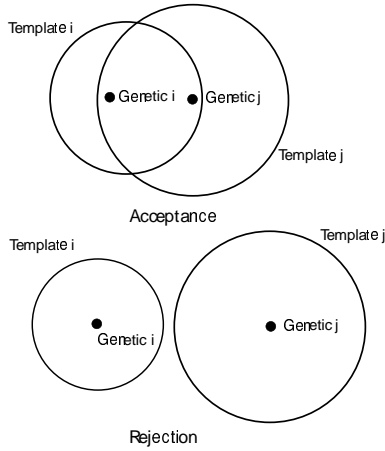 Template i
Genetic i Genetic j
Template j
Acceptance
Template j
Template i
Genetic j
Genetic i
Rejection